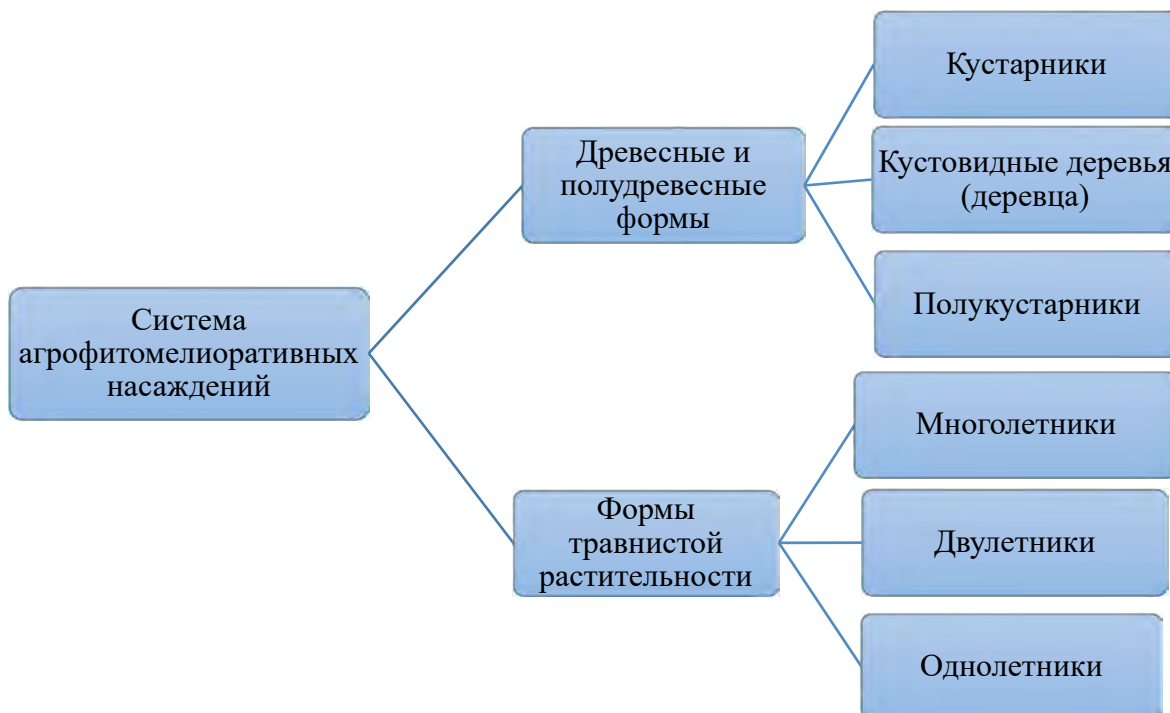 Кустарники
Древесные и
полудревесные
формы
Кустовидные деревья
(деревца)
Полукустарники
Система
агрофитомелиоративных
насаждений
Многолетники
Формы
травнистой
растительности
Двулетники
Однолетники